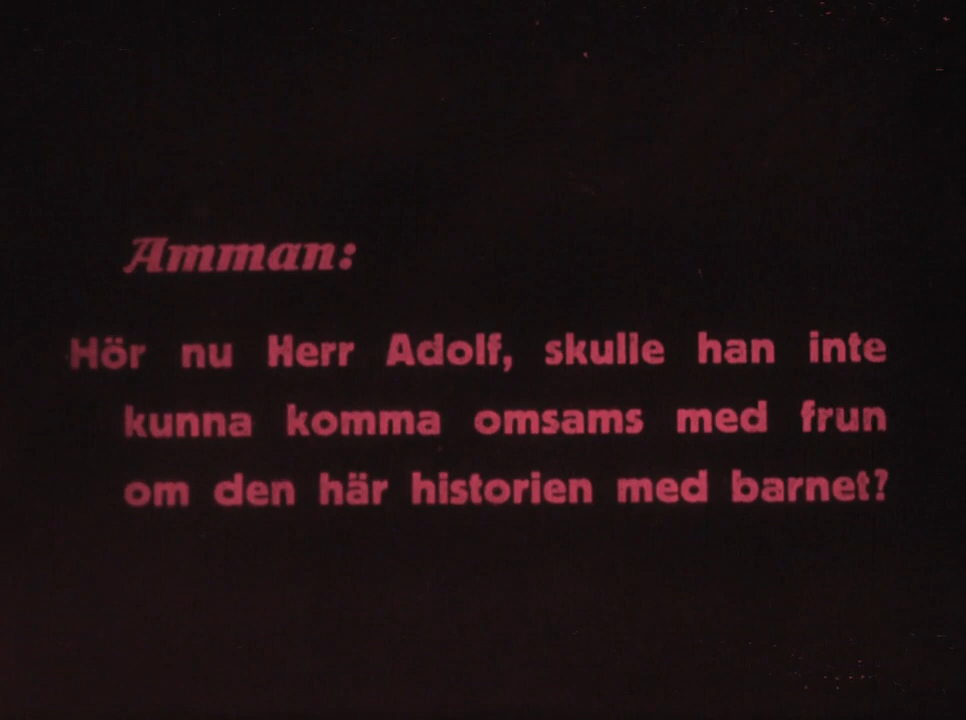 Amman:
Hör nu Herr Adolf, skulle han inte
kunna komma omsams med frun
om den här historien med barnet?